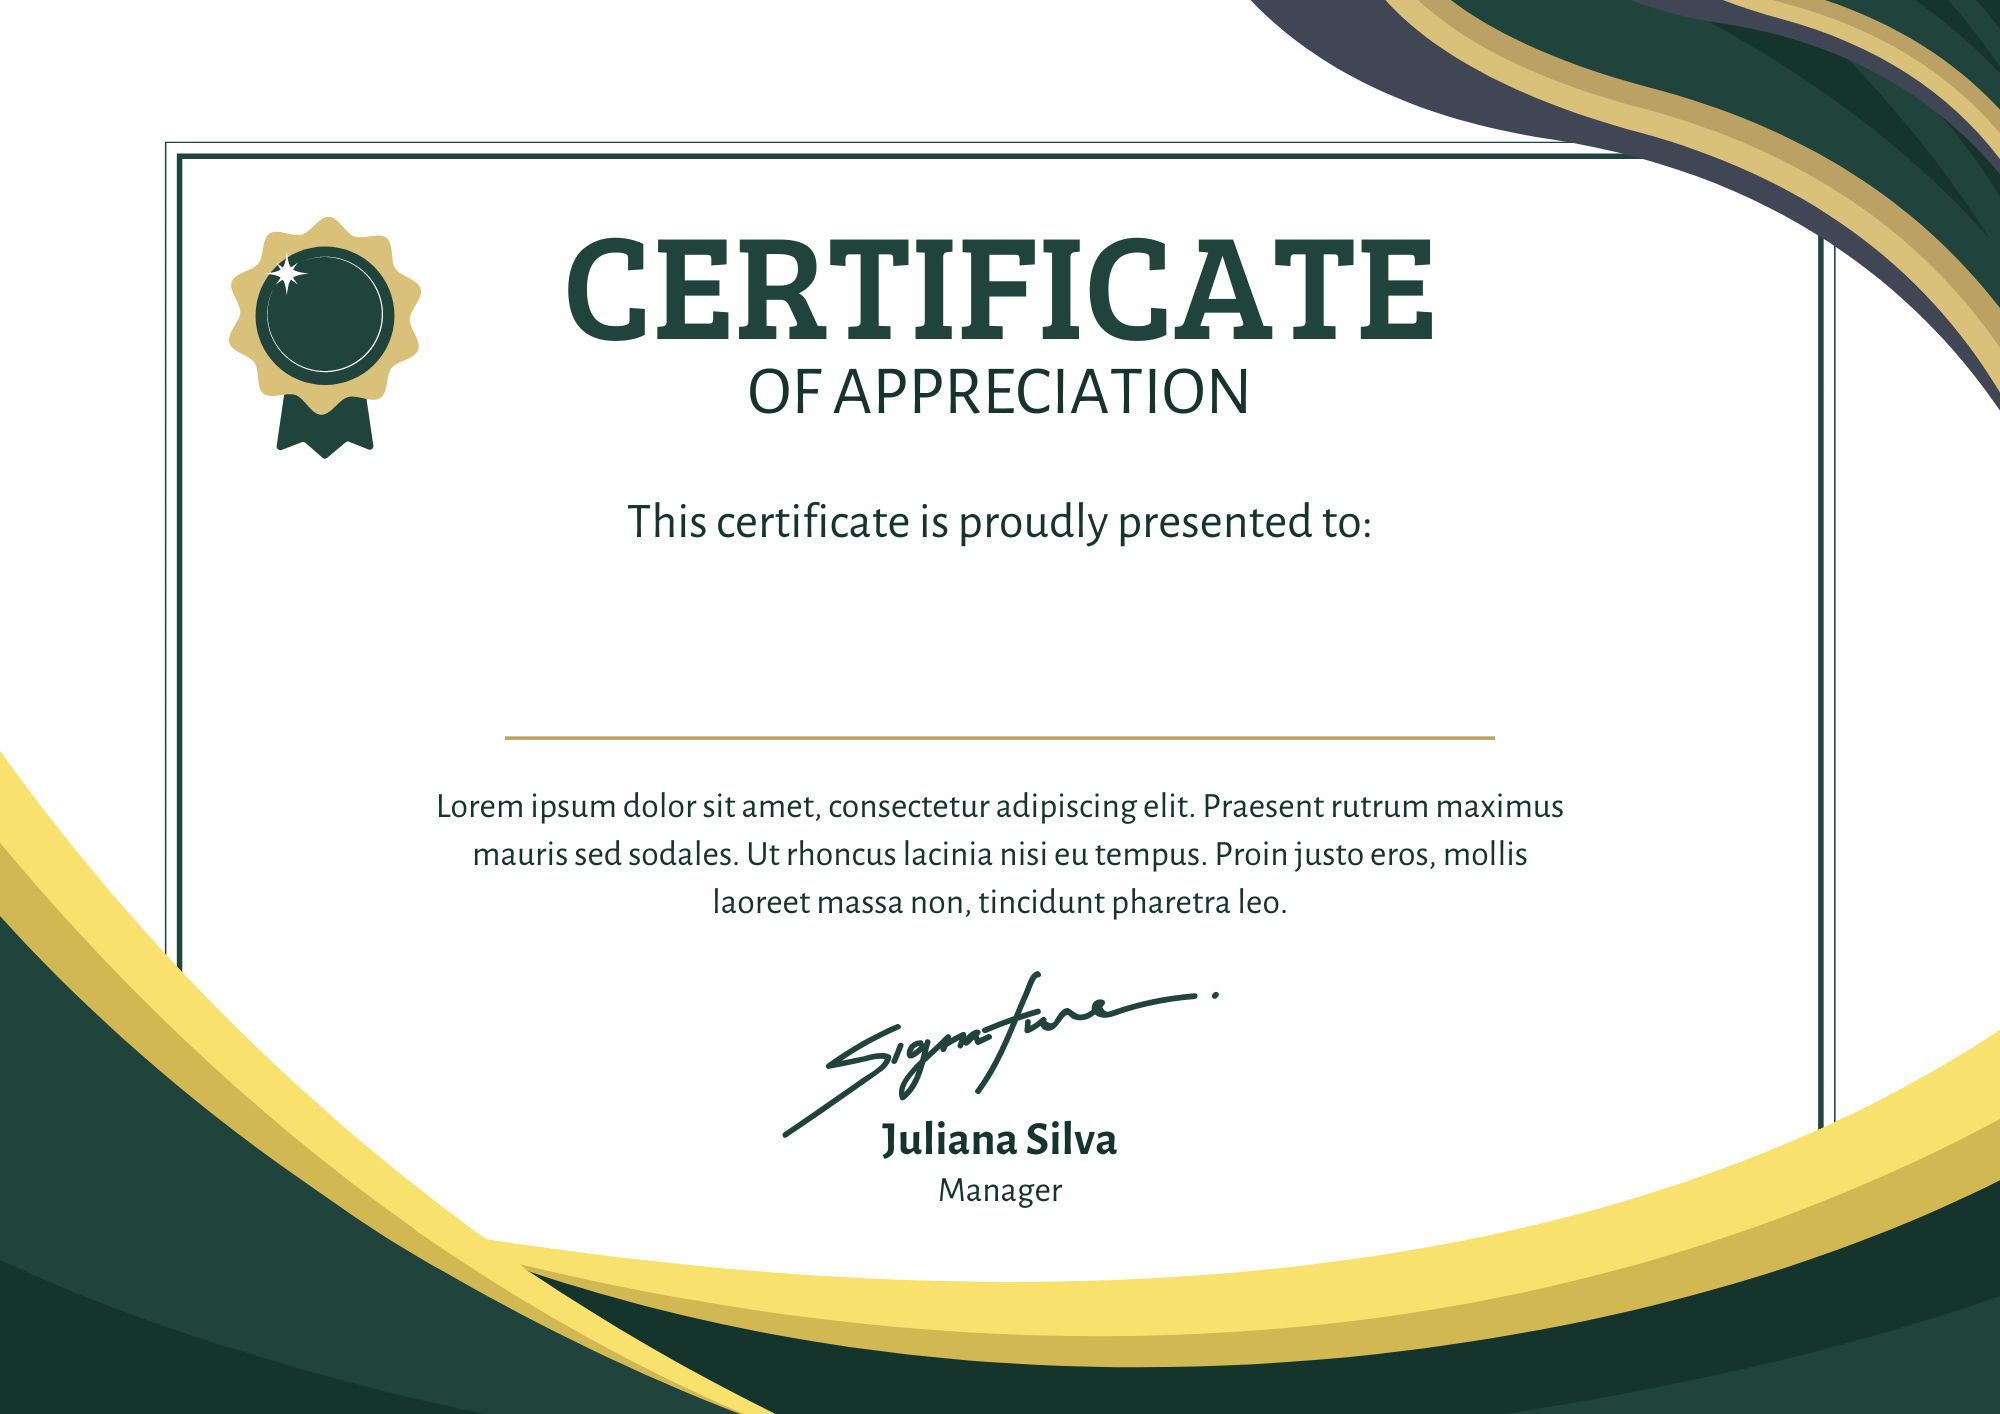 CERTIFICATE
OF APPRECIATION
This certificate is proudly presented to:
Lorem ipsum dolor sit amet, consectetur adipiscing elit. Praesent rutrum maximus
mauris sed sodales. Ut rhoncus lacinia nisi eu tempus. Proin justo eros, mollis
laoreet massa non, tincidunt pharetra leo.
Signature.
Juliana Silva
Manager